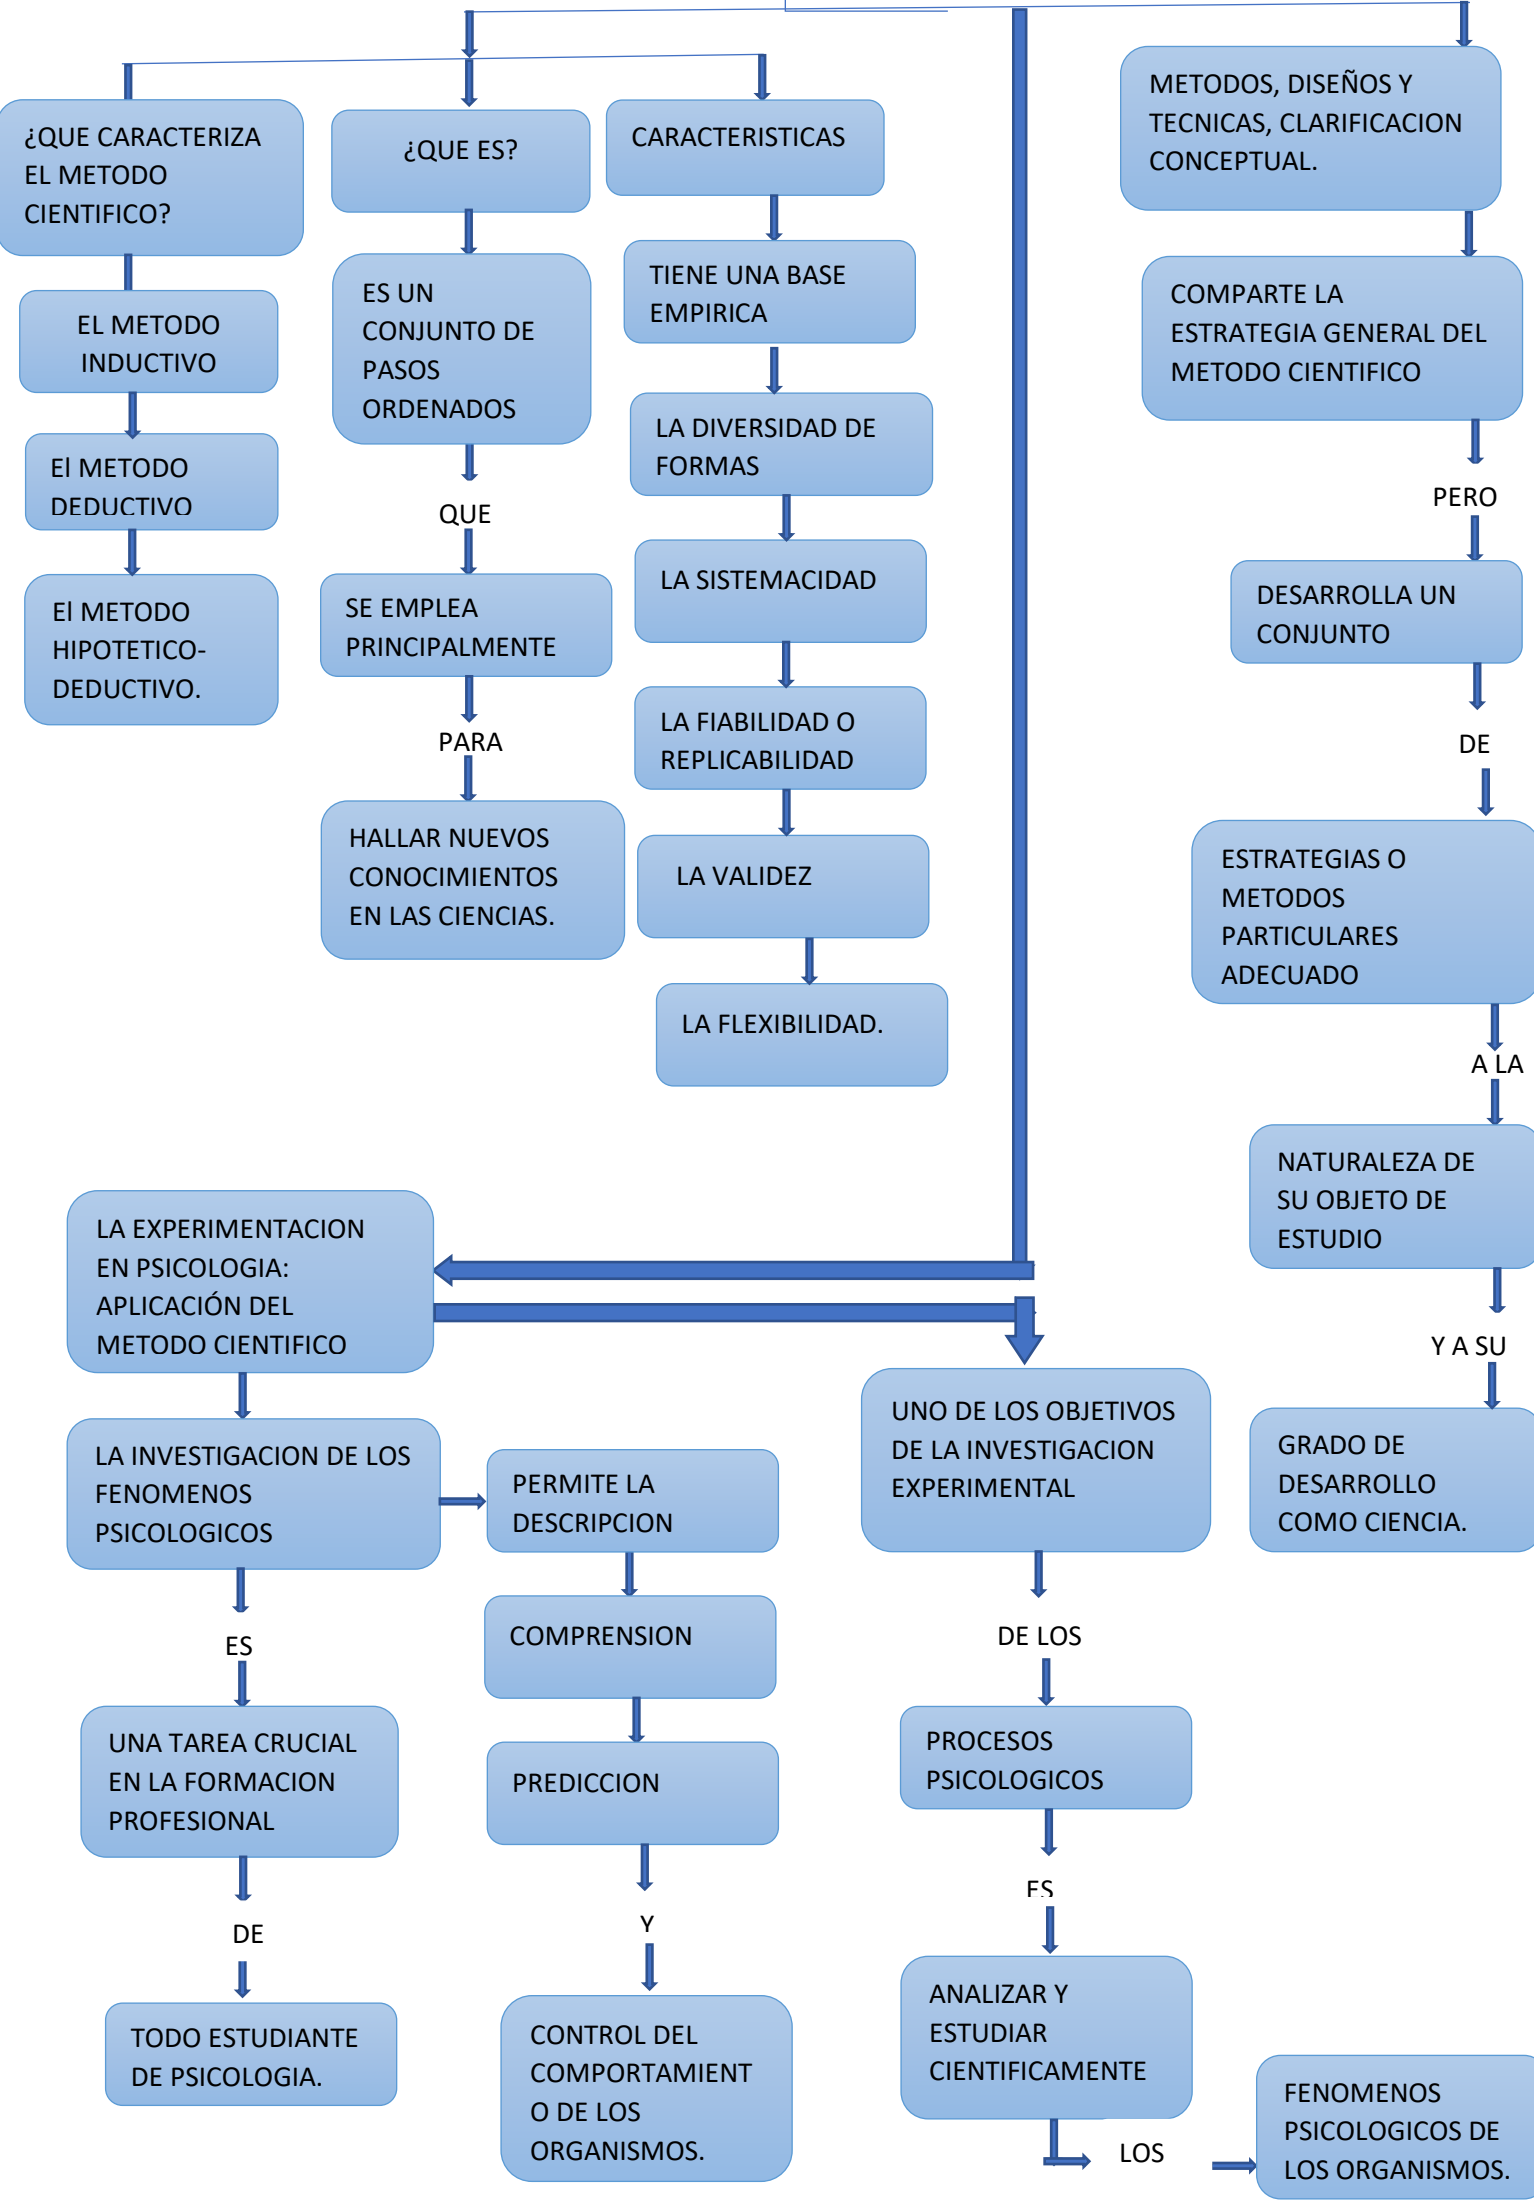 ¿QUE CARACTERIZA
EL METODO
CIENTIFICO?
EL METODO
INDUCTIVO
El METODO
DEDUCTIVO
El METODO
HIPOTETICO-
DEDUCTIVO.
¿QUE ES?
ES UN
CONJUNTO DE
PASOS
ORDENADOS
QUE
SE EMPLEA
PRINCIPALMENTE
PARA
HALLAR NUEVOS
CONOCIMIENTOS
EN LAS CIENCIAS.
CARACTERISTICAS
TIENE UNA BASE
EMPIRICA
LA DIVERSIDAD DE
FORMAS
LA SISTEMACIDAD
LA FIABILIDAD O
REPLICABILIDAD
LA VALIDEZ
LA FLEXIBILIDAD.
METODOS, DISEÑOS Y
TECNICAS, CLARIFICACION
CONCEPTUAL.
COMPARTE LA
ESTRATEGIA GENERAL DEL
METODO CIENTIFICO
PERO
DESARROLLA UN
CONJUNTO
DE
ESTRATEGIAS O
METODOS
PARTICULARES
ADECUADO
A LA
NATURALEZA DE
SU OBJETO DE
ESTUDIO
Y A SU
GRADO DE
DESARROLLO
COMO CIENCIA.
LA EXPERIMENTACION
EN PSICOLOGIA:
APLICACIÓN DEL
METODO CIENTIFICO
LA INVESTIGACION DE LOS
FENOMENOS
PSICOLOGICOS
ES
UNA TAREA CRUCIAL
EN LA FORMACION
PROFESIONAL
DE
TODO ESTUDIANTE
DE PSICOLOGIA.
PERMITE LA
DESCRIPCION
COMPRENSION
PREDICCION
Y
CONTROL DEL
COMPORTAMIENT
O DE LOS
ORGANISMOS.
UNO DE LOS OBJETIVOS
DE LA INVESTIGACION
EXPERIMENTAL
DE LOS
PROCESOS
PSICOLOGICOS
ES
ANALIZAR Y
ESTUDIAR
CIENTIFICAMENTE
LOS
FENOMENOS
PSICOLOGICOS DE
LOS ORGANISMOS.